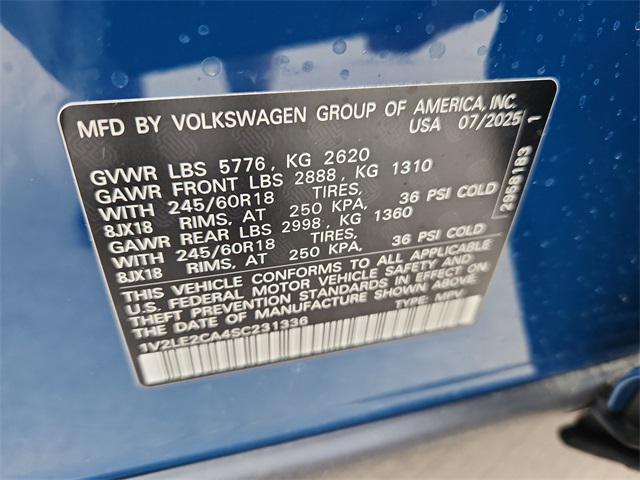 MFD BY VOLKSWAGEN GROUP OF AMERICA, INC.
USA 07/2025
GVWR LBS 5776, KG 2620
GAWR FRONT LBS 2888, KG 1310
WITH 245/60R18 TIRES,
8JX18 RIMS, AT 250 KPA, 36 PSI COLD
GAWR REAR LBS 2998, KG 1360
WITH 245/60R18 TIRES,
8JX18 RIMS, AT 250 KPA, 36 PSI COLD
THIS VEHICLE CONFORMS TO ALL APPLICABLE
U.S. FEDERAL MOTOR VEHICLE SAFETY AND
THEFT PREVENTION STANDARDS IN EFFECT ON
THE DATE OF MANUFACTURE SHOWN ABOVE.
1V2LE2CA4SC231336 TYPE: MPV
2958183 1